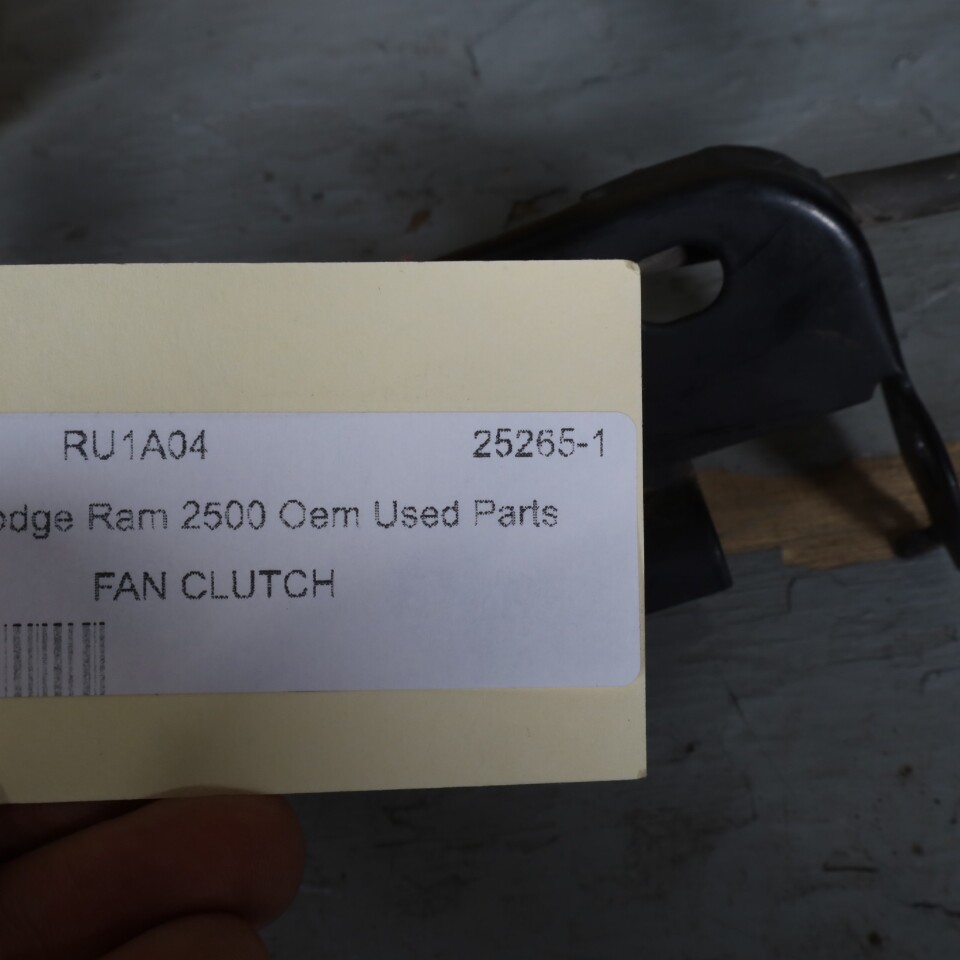 RU1A04 25265-1
odge Ram 2500 Oem Used Parts
FAN CLUTCH